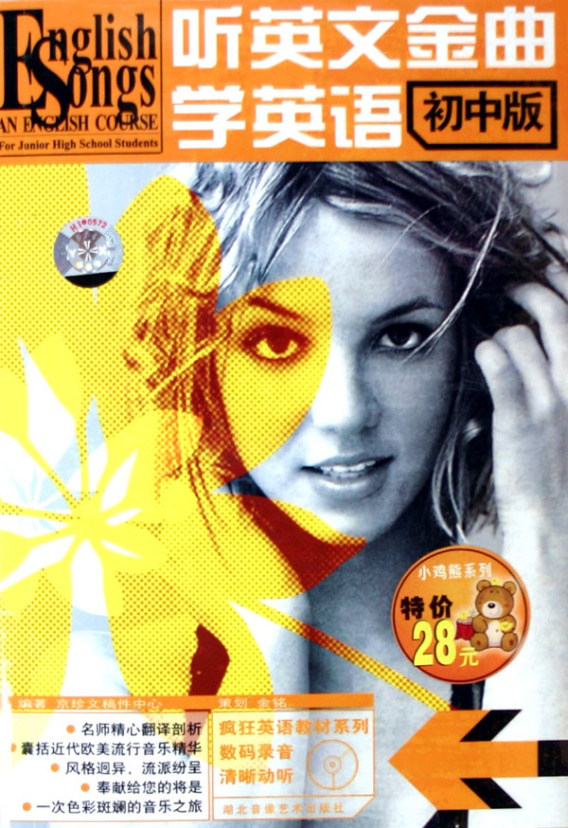 English
Songs
AN ENGLISH COURSE
For Junior High School Students
听英文金曲
学英语
初中版
小鸡熊系列
特价
28元
编著 京珍文稿件中心
策划 金铭
名师精心翻译剖析
囊括近代欧美流行音乐精华
风格迥异，流派纷呈
奉献给您的将是
一次色彩斑斓的音乐之旅
疯狂英语教材系列
数码录音
清晰动听
湖北音像艺术出版社